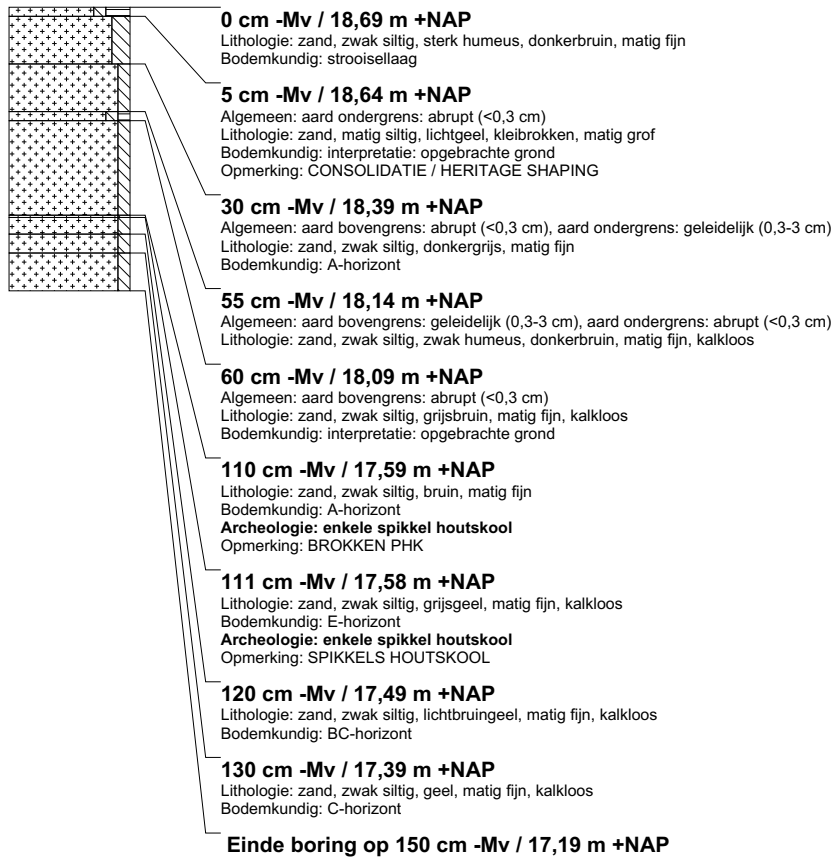 0 cm -Mv / 18,69 m +NAP
Lithologie: zand, zwak siltig, sterk humeus, donkerbruin, matig fijn
Bodemkundig: strooisellaag
5 cm -Mv / 18,64 m +NAP
Algemeen: aard ondergrens: abrupt (<0,3 cm)
Lithologie: zand, matig siltig, lichtgeel, kleibrokken, matig grof
Bodemkundig: interpretatie: opgebrachte grond
Opmerking: CONSOLIDATIE / HERITAGE SHAPING
30 cm -Mv / 18,39 m +NAP
Algemeen: aard bovengrens: abrupt (<0,3 cm), aard ondergrens: geleidelijk (0,3-3 cm)
Lithologie: zand, zwak siltig, donkergrijs, matig fijn
Bodemkundig: A-horizont
55 cm -Mv / 18,14 m +NAP
Algemeen: aard bovengrens: geleidelijk (0,3-3 cm), aard ondergrens: abrupt (<0,3 cm)
Lithologie: zand, zwak siltig, zwak humeus, donkerbruin, matig fijn, kalkloos
60 cm -Mv / 18,09 m +NAP
Algemeen: aard bovengrens: abrupt (<0,3 cm)
Lithologie: zand, zwak siltig, grijsbruin, matig fijn, kalkloos
Bodemkundig: interpretatie: opgebrachte grond
110 cm -Mv / 17,59 m +NAP
Lithologie: zand, zwak siltig, bruin, matig fijn
Bodemkundig: A-horizont
Archeologie: enkele spikkel houtskool
Opmerking: BROKKEN PHK
111 cm -Mv / 17,58 m +NAP
Lithologie: zand, zwak siltig, grijsgeel, matig fijn, kalkloos
Bodemkundig: E-horizont
Archeologie: enkele spikkel houtskool
Opmerking: SPIKKELS HOUTSKOOL
120 cm -Mv / 17,49 m +NAP
Lithologie: zand, zwak siltig, lichtbruingeel, matig fijn, kalkloos
Bodemkundig: BC-horizont
130 cm -Mv / 17,39 m +NAP
Lithologie: zand, zwak siltig, geel, matig fijn, kalkloos
Bodemkundig: C-horizont
Einde boring op 150 cm -Mv / 17,19 m +NAP